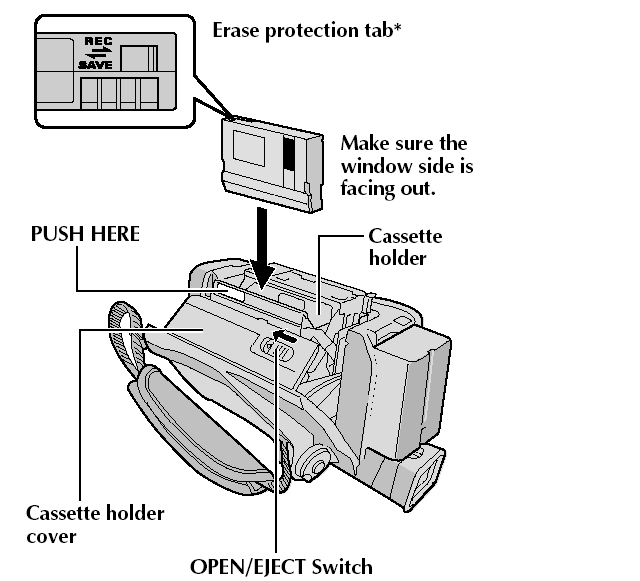 Erase protection tab*
REC
SAVE
Make sure the
window side is
facing out.
PUSH HERE
Cassette
holder
Cassette holder
cover
OPEN/EJECT Switch